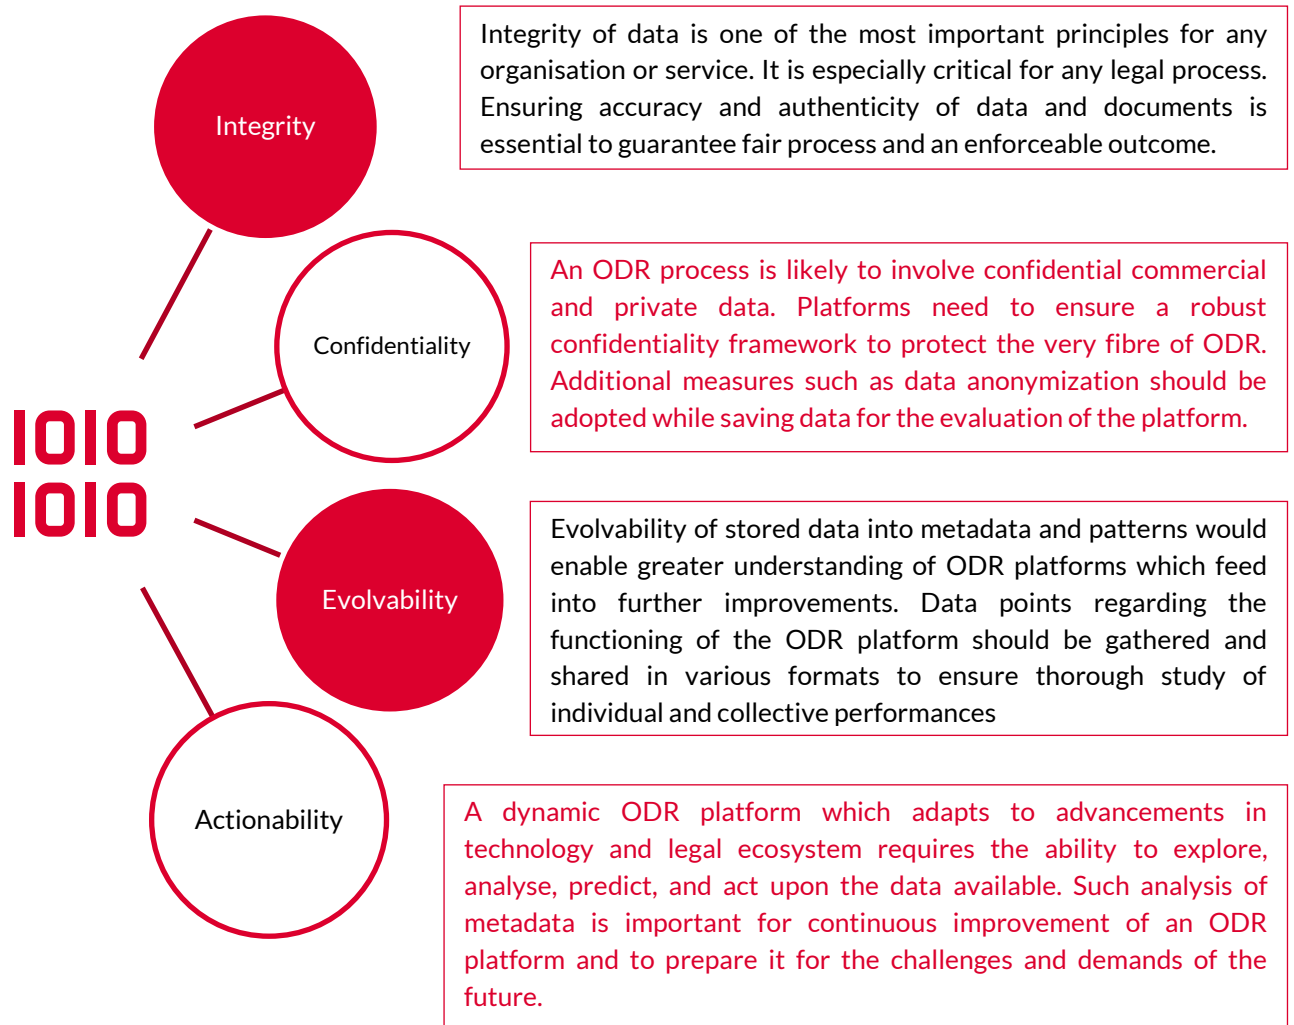 Integrity
Integrity of data is one of the most important principles for any
organisation or service. It is especially critical for any legal process.
Ensuring accuracy and authenticity of data and documents is
essential to guarantee fair process and an enforceable outcome.
Confidentiality
An ODR process is likely to involve confidential commercial
and private data. Platforms need to ensure a robust
confidentiality framework to protect the very fibre of ODR.
Additional measures such as data anonymization should be
adopted while saving data for the evaluation of the platform.
1010
1010
Evolvability
Evolvability of stored data into metadata and patterns would
enable greater understanding of ODR platforms which feed
into further improvements. Data points regarding the
functioning of the ODR platform should be gathered and
shared in various formats to ensure thorough study of
individual and collective performances
Actionability
A dynamic ODR platform which adapts to advancements in
technology and legal ecosystem requires the ability to explore,
analyse, predict, and act upon the data available. Such analysis of
metadata is important for continuous improvement of an ODR
platform and to prepare it for the challenges and demands of the
future.